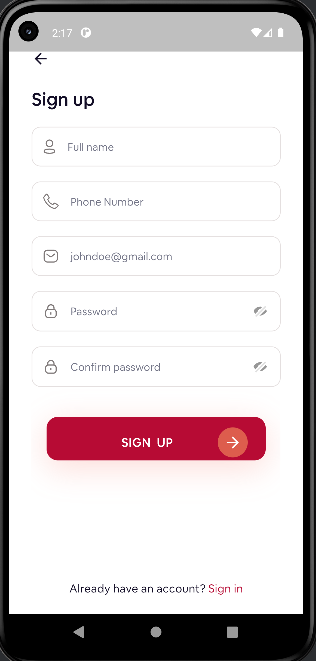 2:17
Sign up
Full name
Phone Number
johndoe@gmail.com
Password
Confirm password
SIGN UP
Already have an account? Sign in